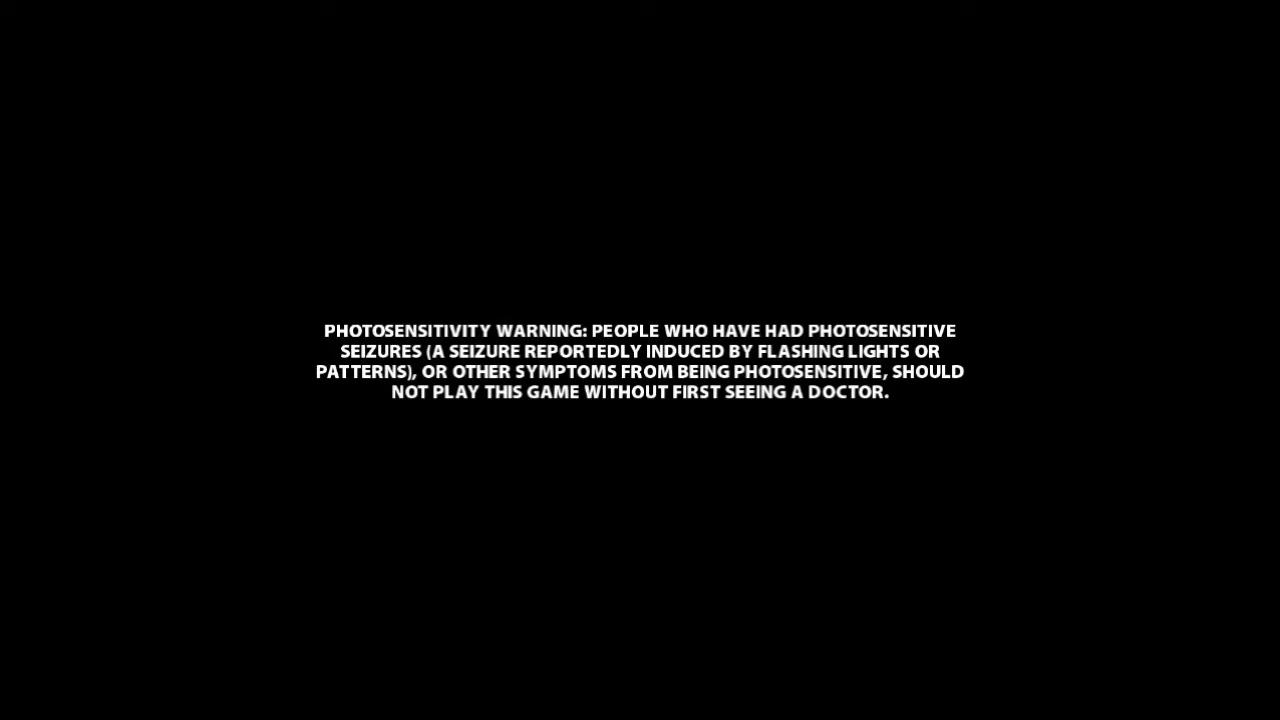 PHOTOSENSITIVITY WARNING: PEOPLE WHO HAVE HAD PHOTOSENSITIVE
SEIZURES (A SEIZURE REPORTEDLY INDUCED BY FLASHING LIGHTS OR
PATTERNS), OR OTHER SYMPTOMS FROM BEING PHOTOSENSITIVE, SHOULD
NOT PLAY THIS GAME WITHOUT FIRST SEEING A DOCTOR.